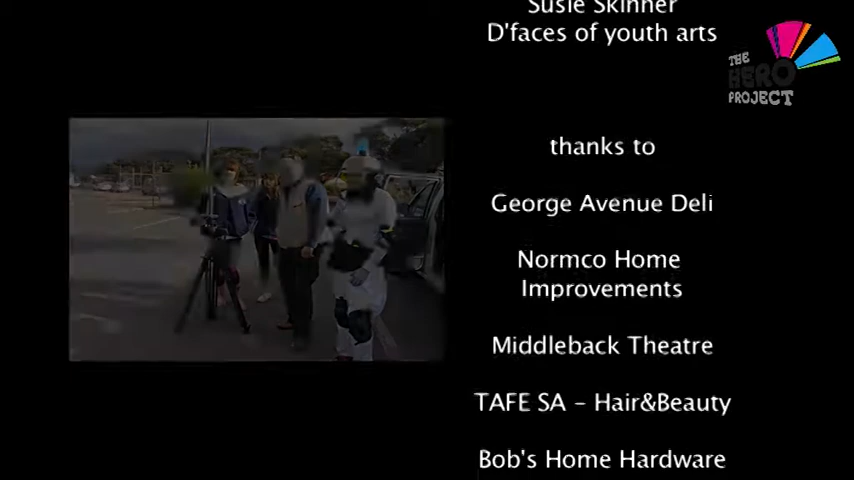 Susie Skinner
D'faces of youth arts
THE
HERO
PROJECT
thanks to
George Avenue Deli
Normco Home
Improvements
Middleback Theatre
TAFE SA – Hair&Beauty
Bob's Home Hardware